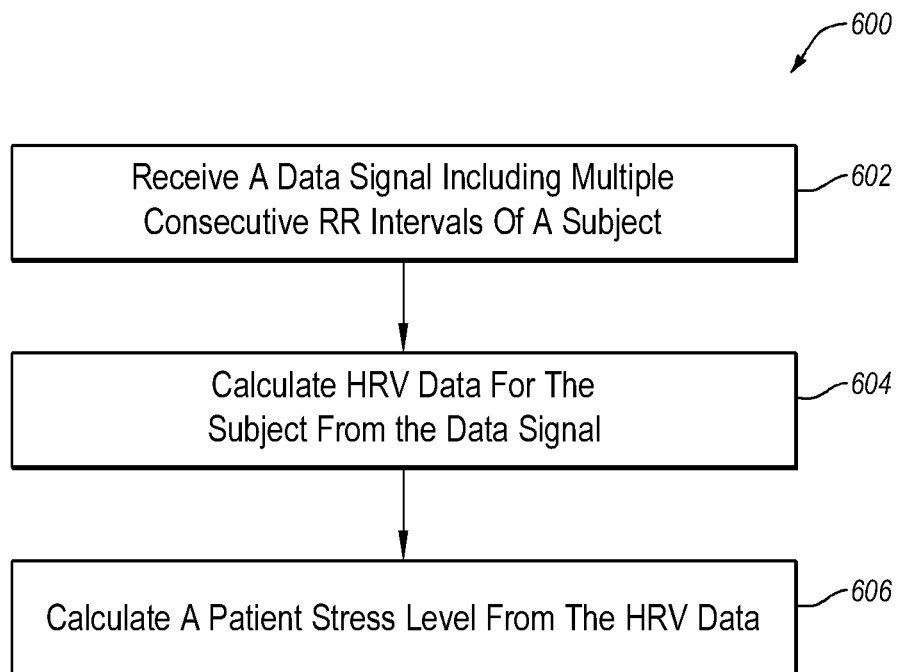 600
Receive A Data Signal Including Multiple
Consecutive RR Intervals Of A Subject
602
Calculate HRV Data For The
Subject From the Data Signal
604
Calculate A Patient Stress Level From The HRV Data
606